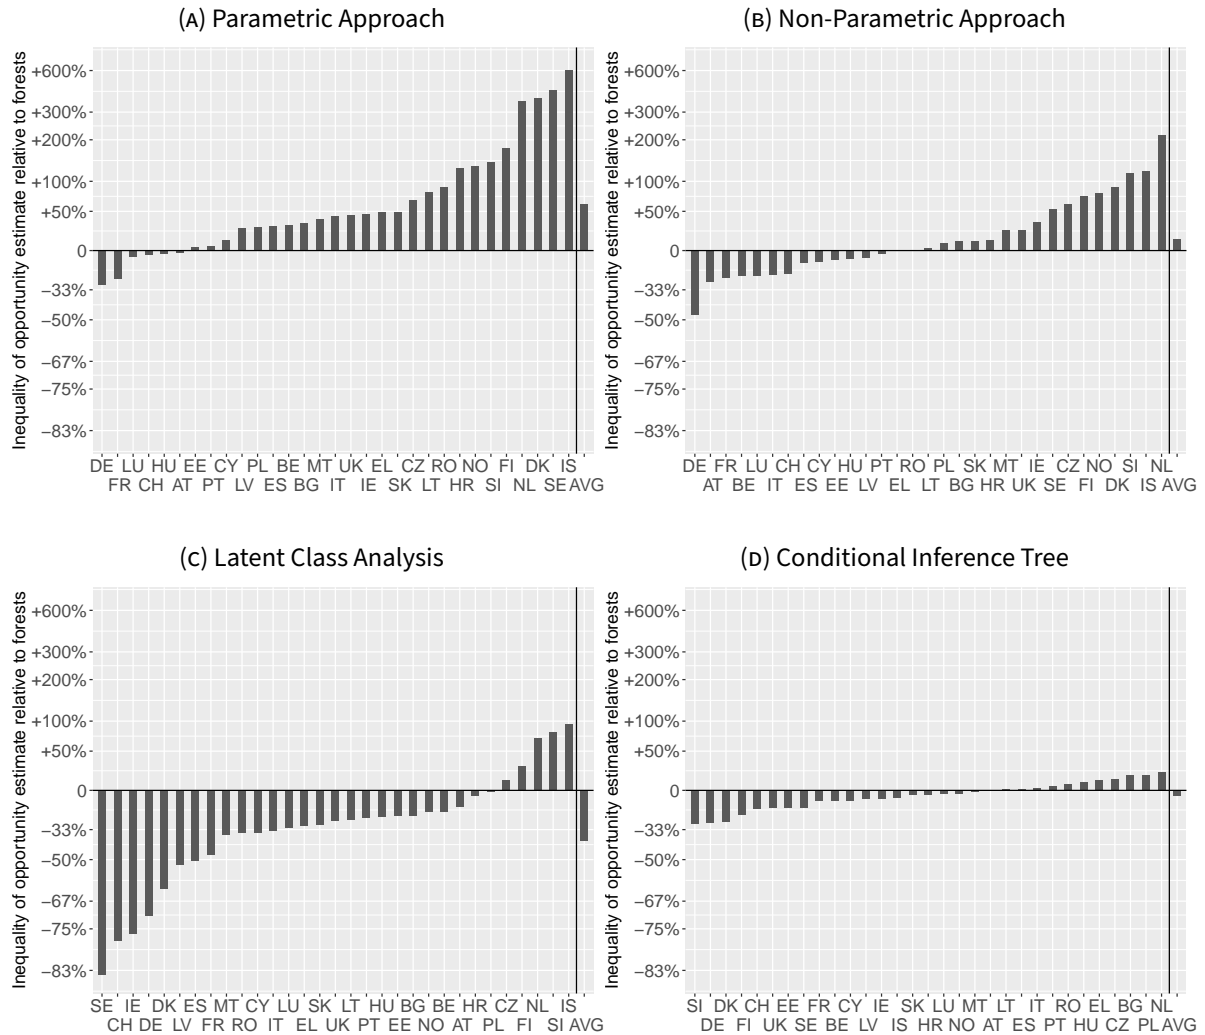 (A) Parametric Approach
Inequality of opportunity estimate relative to forests
+600%
+300%
+200%
+100%
+50%
0
−33%
−50%
−67%
−75%
−83%
DE LU HU EE CY PL BE MT UK EL CZ RO NO FI DK IS
FR CH AT PT LV ES BG IT IE SK LT HR SI NL SE AVG
(B) Non-Parametric Approach
Inequality of opportunity estimate relative to forests
+600%
+300%
+200%
+100%
+50%
0
−33%
−50%
−67%
−75%
−83%
DE FR LU CH CY HU PT RO PL SK MT IE CZ NO SI NL
AT BE IT ES EE LV EL LT BG HR UK SE FI DK IS AVG
(C) Latent Class Analysis
Inequality of opportunity estimate relative to forests
+600%
+300%
+200%
+100%
+50%
0
−33%
−50%
−67%
−75%
−83%
SE IE DK ES MT CY LU SK LT HU BG BE HR CZ NL IS
CH DE LV FR RO IT EL UK PT EE NO AT PL FI SI AVG
(D) Conditional Inference Tree
Inequality of opportunity estimate relative to forests
+600%
+300%
+200%
+100%
+50%
0
−33%
−50%
−67%
−75%
−83%
SI DK CH EE FR CY IE SK LU MT LT IT RO EL BG NL
DE FI UK SE BE LV IS HR NO AT ES PT HU CZ PL AVG